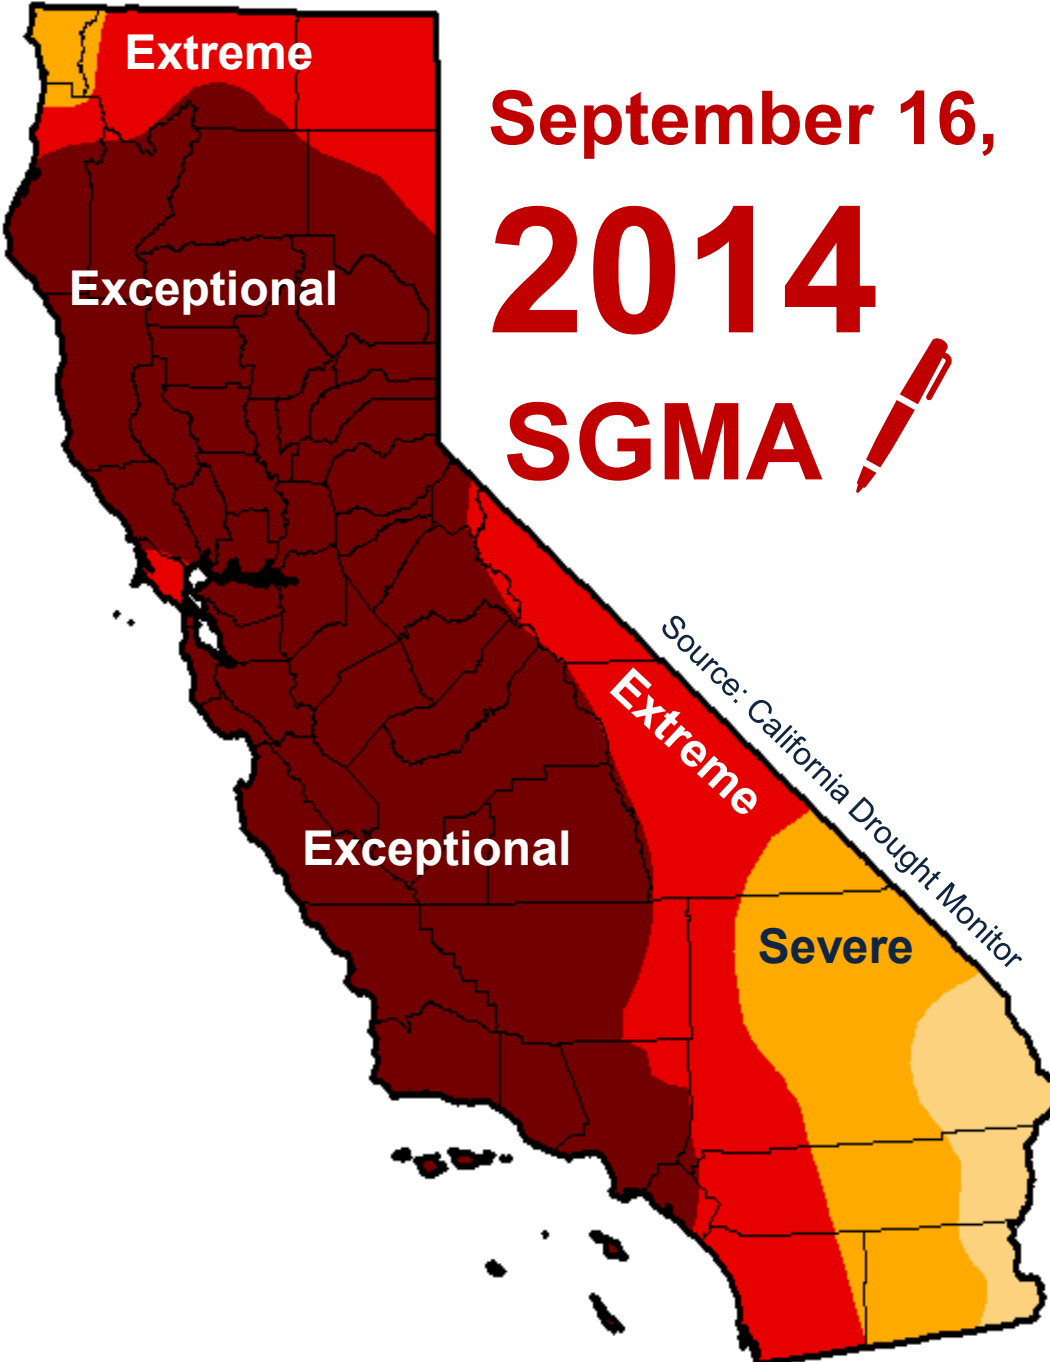 Extreme
September 16,
2014
Exceptional
SGMA
Source: California Drought Monitor
Extreme
Exceptional
Severe